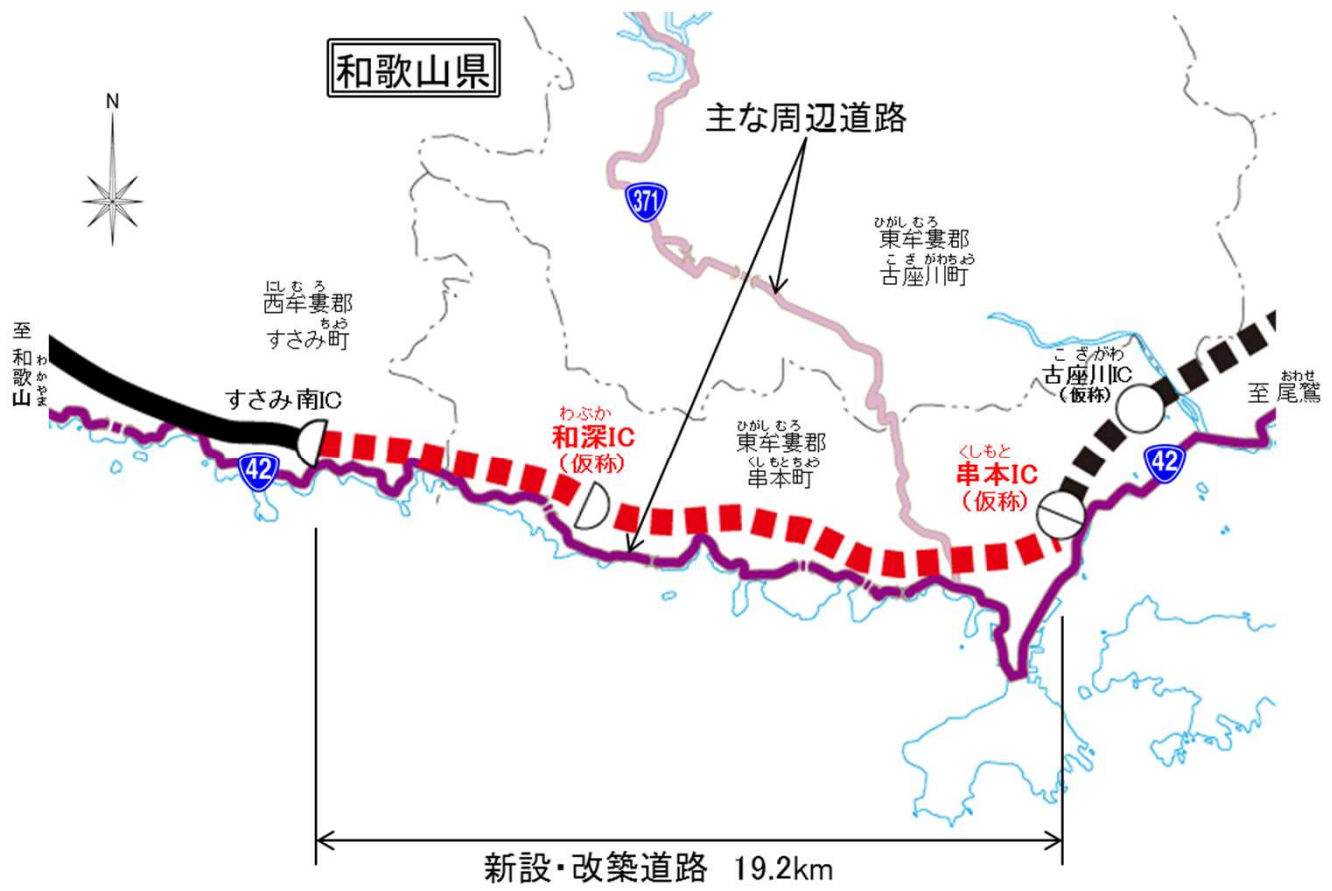 和歌山県
N
主な周辺道路
371
ひがし むろ
東牟婁郡
こ ざ がわちょう
古座川町
にし む ろ
西牟婁郡
ちょう
すさみ町
至 和歌山
わかやま
すさみ南IC
わぶか
和深IC
(仮称)
ひがし むろ
東牟婁郡
くしもとちょう
串本町
くしもと
串本IC
(仮称)
こ ざ がわ
古座川IC
(仮称)
おわせ
至 尾鷲
42
42
新設・改築道路 19.2km